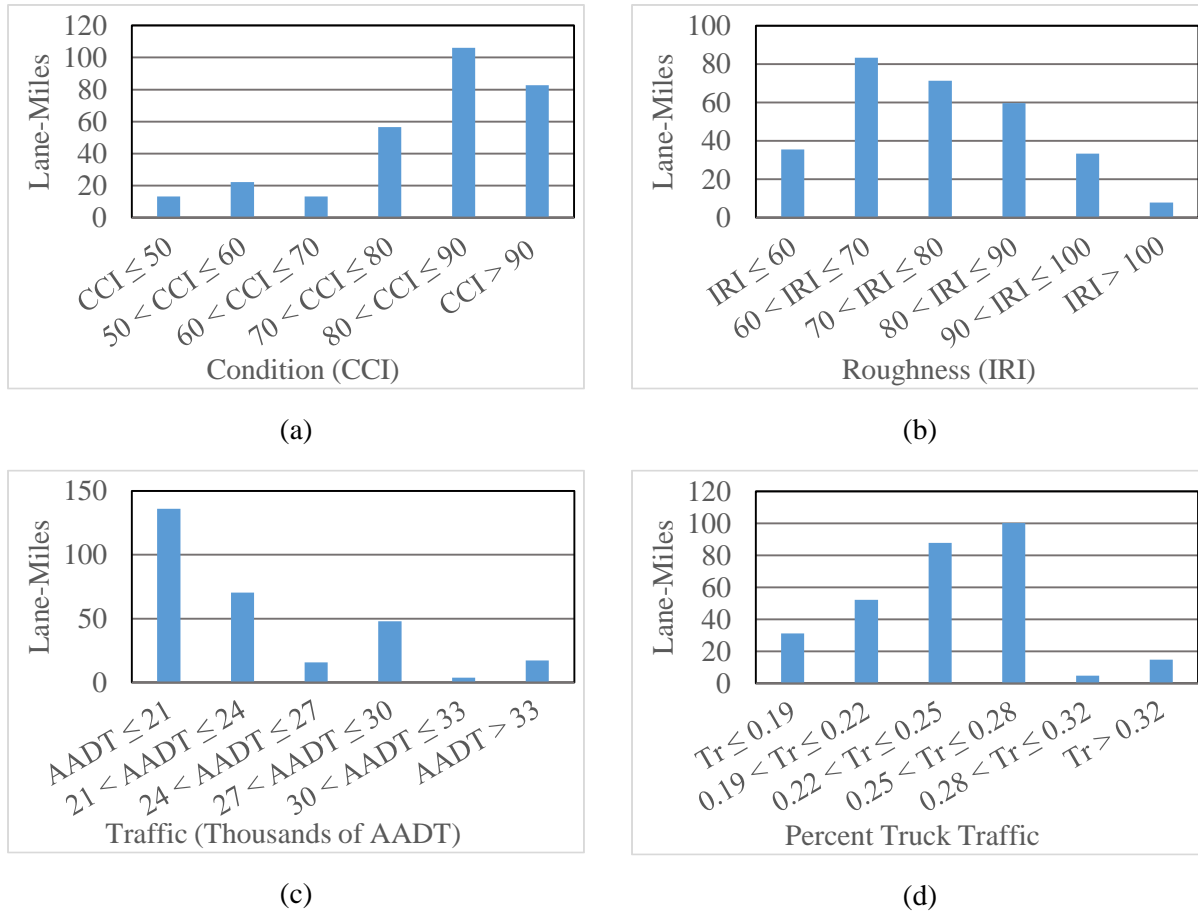 120
100
80
60
40
20
0
Lane-Miles
CCI ≤ 50
50 < CCI ≤ 60
60 < CCI ≤ 70
70 < CCI ≤ 80
80 < CCI ≤ 90
CCI > 90
Condition (CCI)
(a)
100
80
60
40
20
0
Lane-Miles
IRI ≤ 60
60 < IRI ≤ 70
70 < IRI ≤ 80
80 < IRI ≤ 90
90 < IRI ≤ 100
IRI > 100
Roughness (IRI)
(b)
150
100
50
0
Lane-Miles
AADT ≤ 21
21 < AADT ≤ 24
24 < AADT ≤ 27
27 < AADT ≤ 30
30 < AADT ≤ 33
AADT > 33
Traffic (Thousands of AADT)
(c)
120
100
80
60
40
20
0
Lane-Miles
Tr ≤ 0.19
0.19 < Tr ≤ 0.22
0.22 < Tr ≤ 0.25
0.25 < Tr ≤ 0.28
0.28 < Tr ≤ 0.32
Tr > 0.32
Percent Truck Traffic
(d)